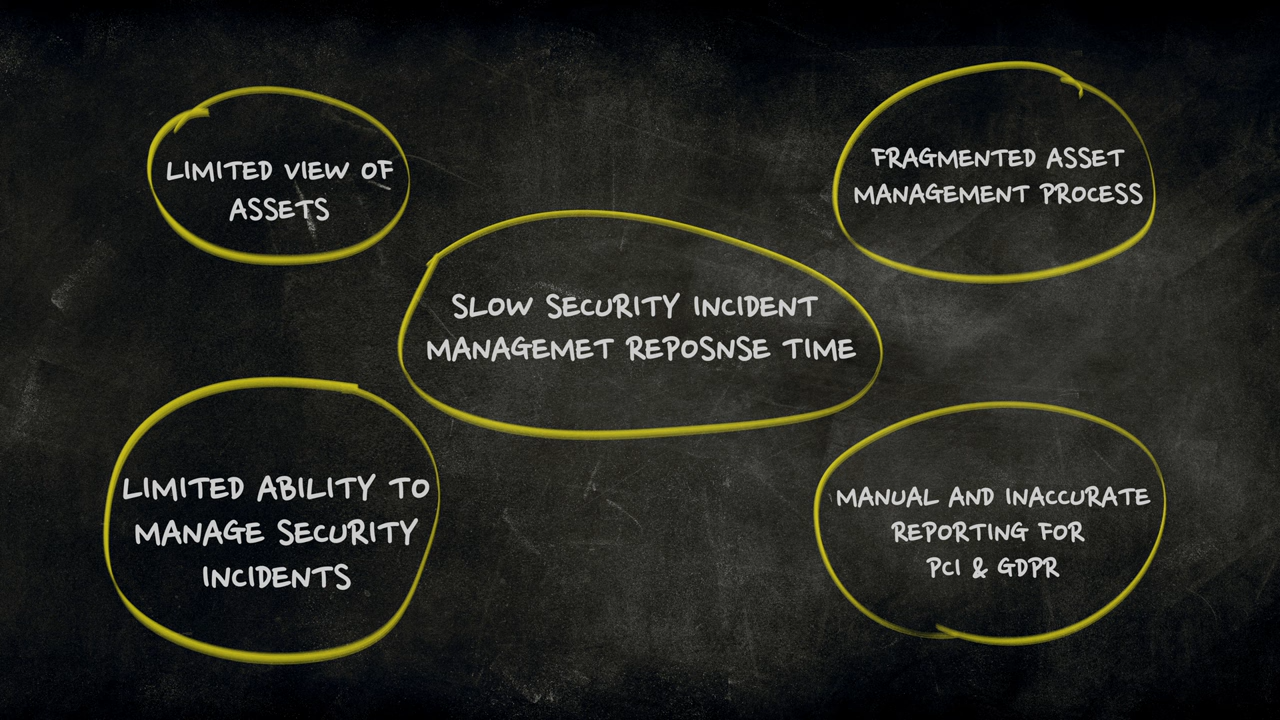 LIMITED VIEW OF
ASSETS
FRAGMENTED ASSET
MANAGEMENT PROCESS
SLOW SECURITY INCIDENT
MANAGEMET REPOSNSE TIME
LIMITED ABILITY TO
MANAGE SECURITY
INCIDENTS
MANUAL AND INACCURATE
REPORTING FOR
PCI & GDPR